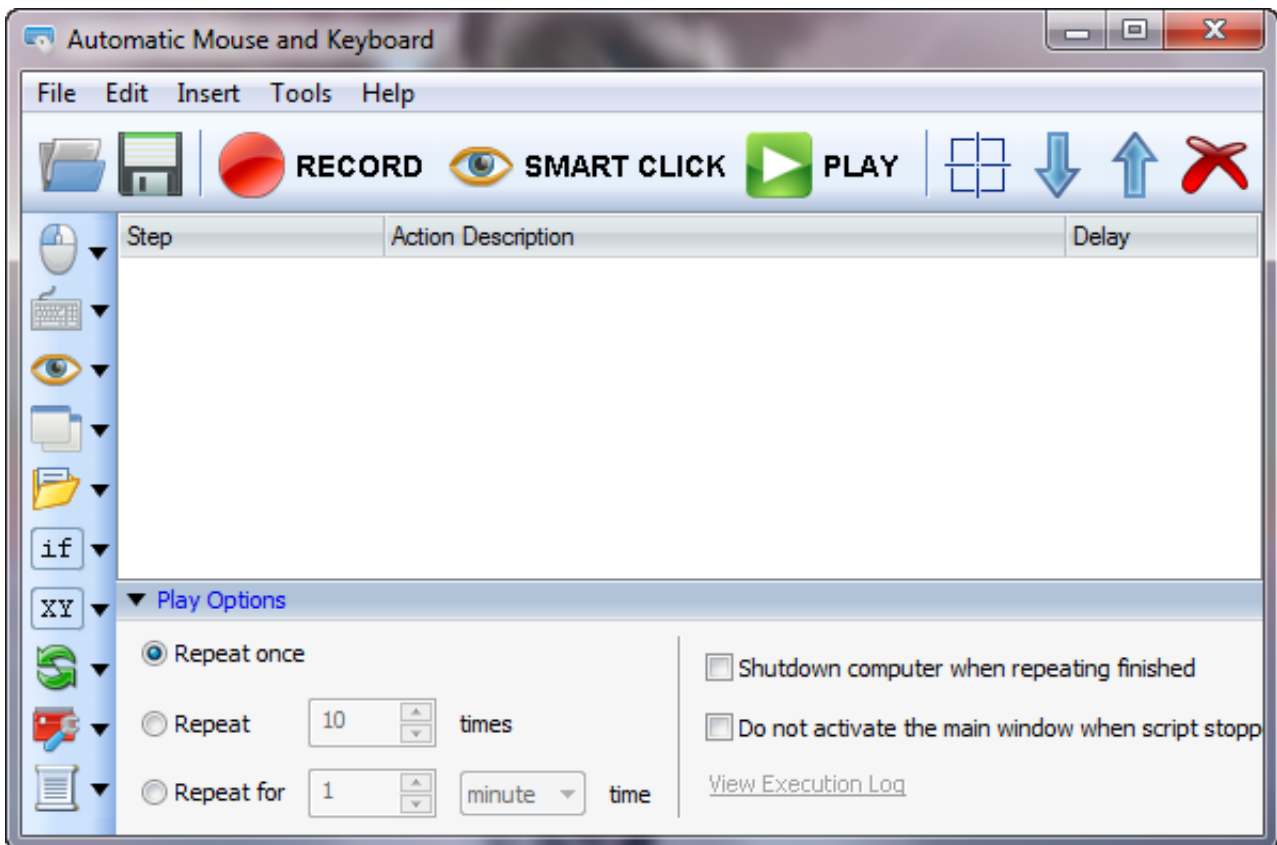 Automatic Mouse and Keyboard
File Edit Insert Tools Help
RECORD SMART CLICK PLAY
Step Action Description Delay
if
XY
Play Options
Repeat once
Shutdown computer when repeating finished
Repeat 10 times
Do not activate the main window when script stopp
Repeat for 1 minute time
View Execution Log